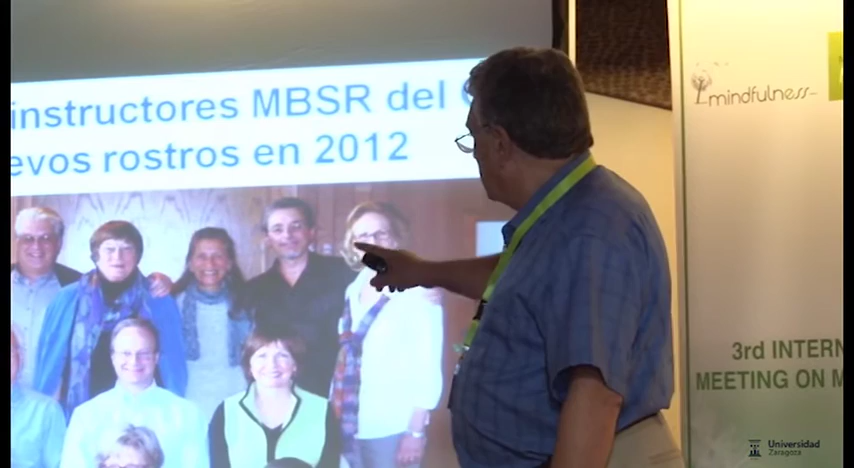 instructores MBSR del
evos rostros en 2012
mindfulness
3rd INTERN
MEETING ON M
Universidad
Zaragoza